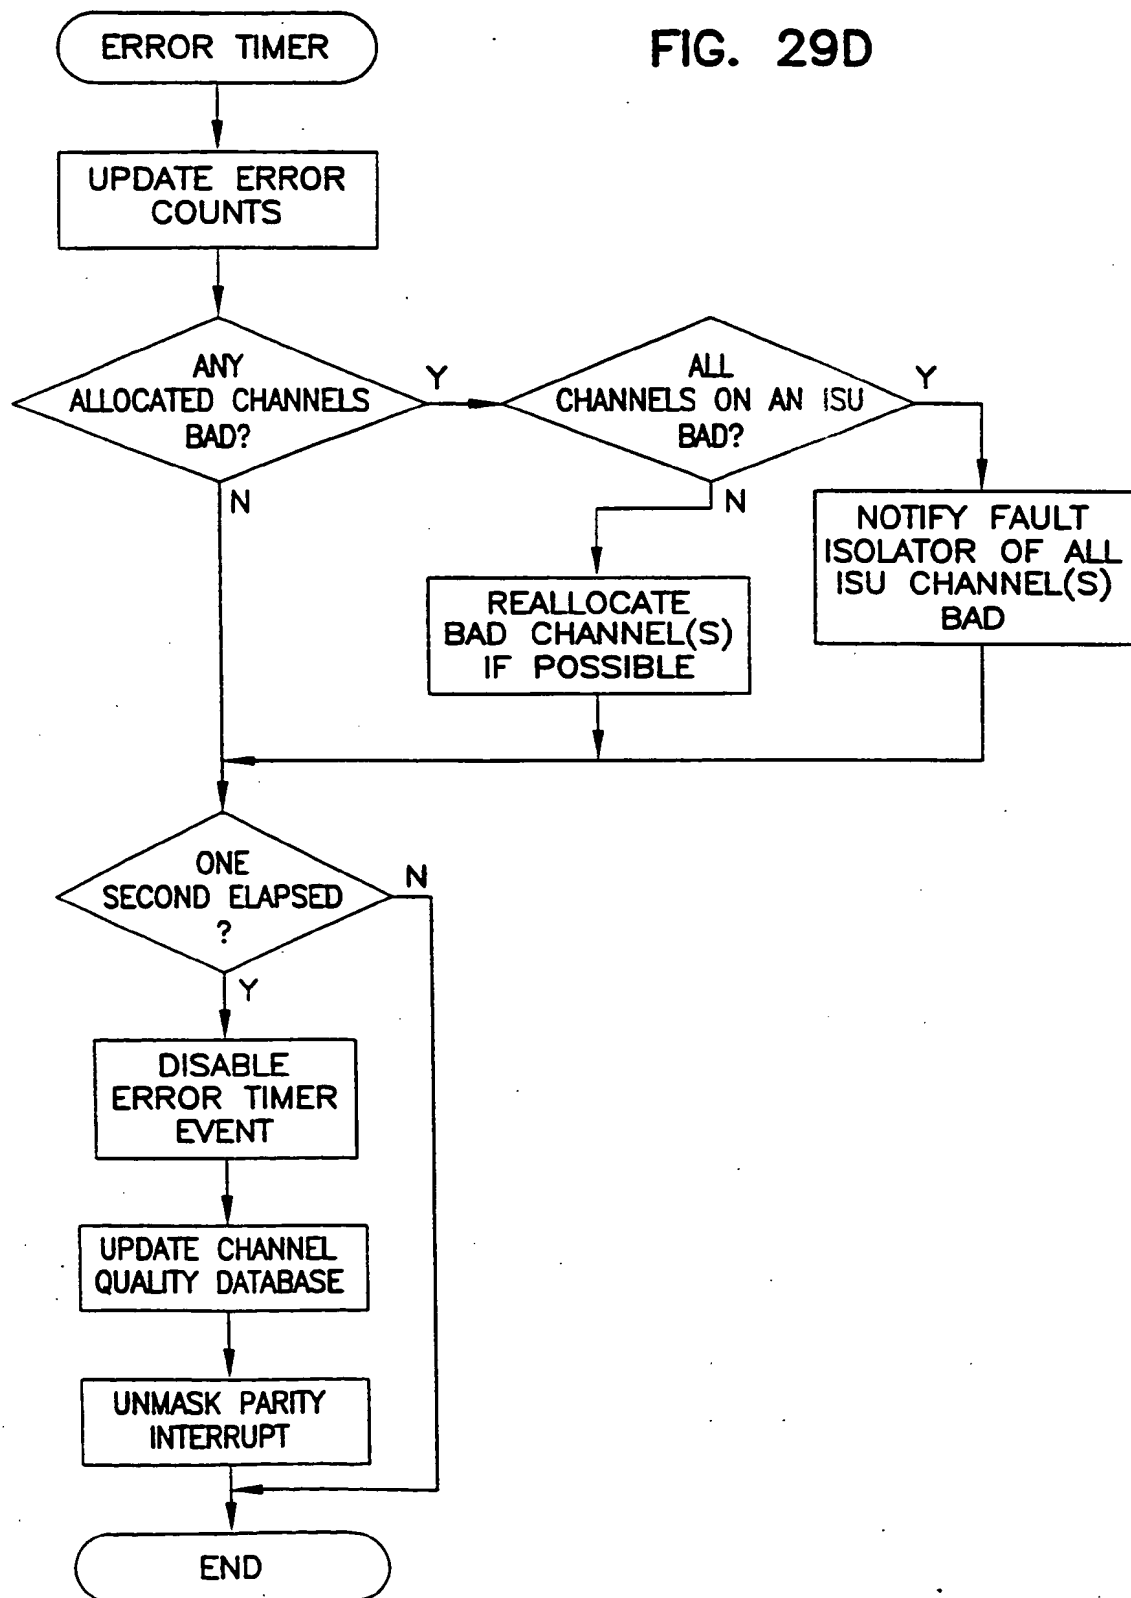 ERROR TIMER
FIG. 29D
UPDATE ERROR
COUNTS
ANY
ALLOCATED CHANNELS
BAD?
Y
N
ALL
CHANNELS ON AN ISU
BAD?
Y
N
NOTIFY FAULT
ISOLATOR OF ALL
ISU CHANNEL(S)
BAD
REALLOCATE
BAD CHANNEL(S)
IF POSSIBLE
ONE
SECOND ELAPSED
?
N
Y
DISABLE
ERROR TIMER
EVENT
UPDATE CHANNEL
QUALITY DATABASE
UNMASK PARITY
INTERRUPT
END